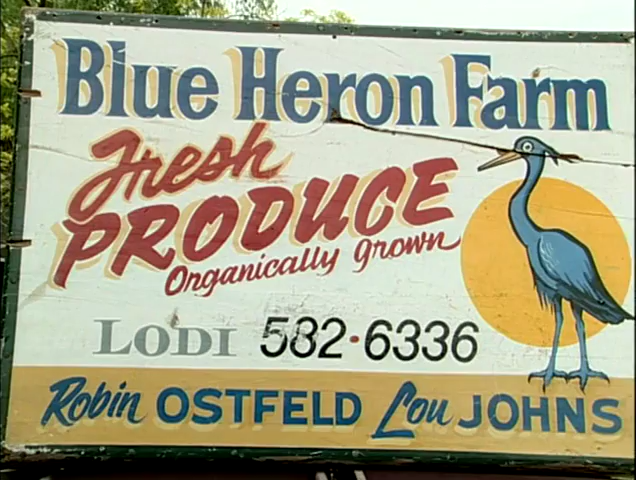 Blue Heron Farm
Fresh
PRODUCE
Organically grown
LODI 582·6336
Robin OSTFELD Lou JOHNS